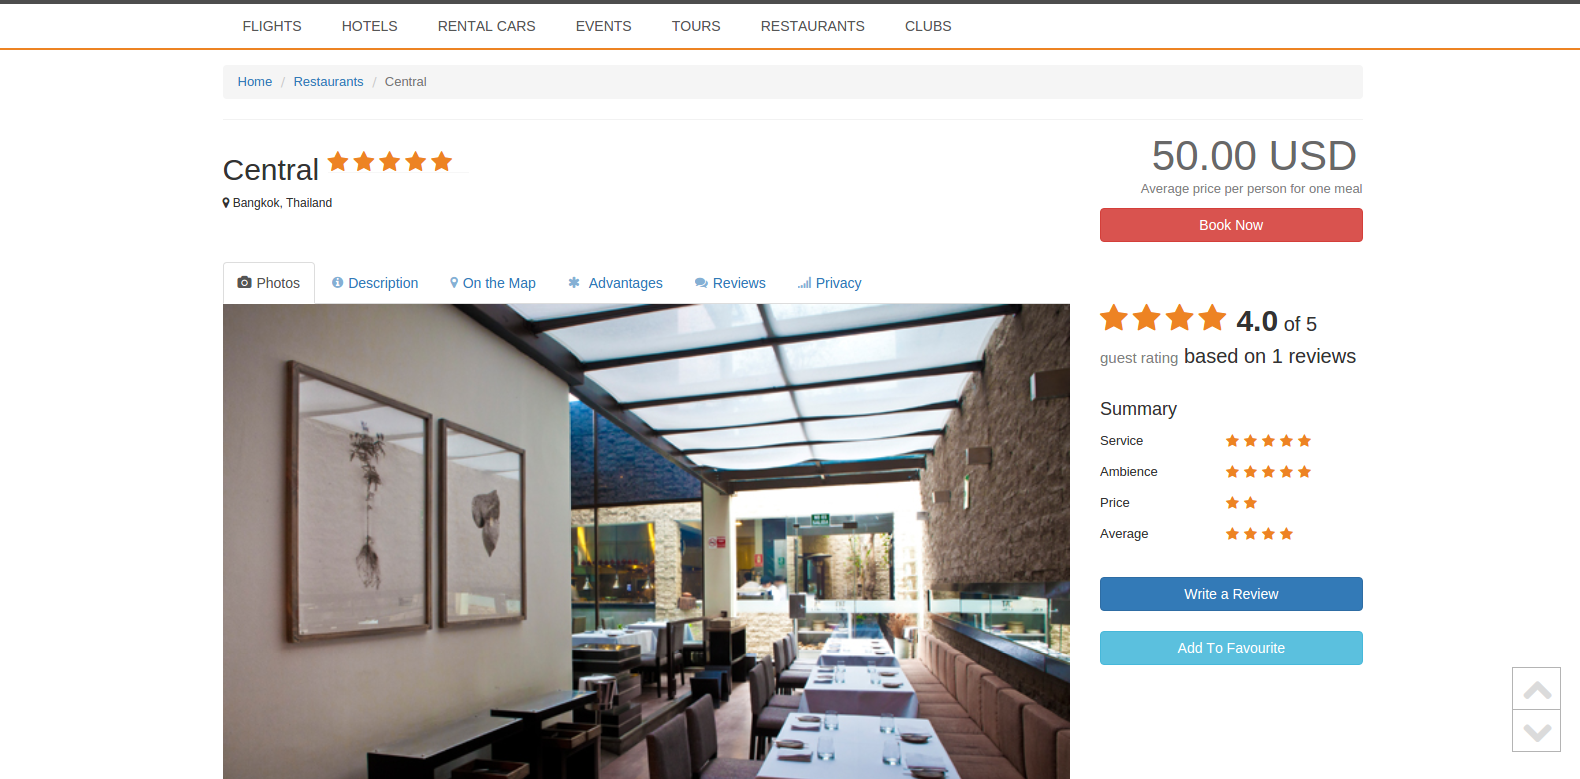 FLIGHTS HOTELS RENTAL CARS EVENTS TOURS RESTAURANTS CLUBS
Home / Restaurants / Central
Central
Bangkok, Thailand
50.00 USD
Average price per person for one meal
Book Now
Photos Description On the Map Advantages Reviews Privacy
4.0 of 5
guest rating based on 1 reviews
Summary
Service
Ambience
Price
Average
Write a Review
Add To Favourite